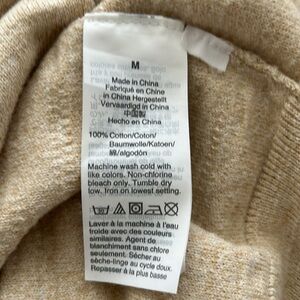 M
Made in China
Fabriqué en Chine
in China Hergestellt
Vervaardigd in China
中国製
Hecho en China
100% Cotton/Coton/
Baumwolle/Katoen/
綿/algodón
Machine wash cold with
like colors. Non-chlorine
bleach only. Tumble dry
low. Iron on lowest setting.
Laver à la machine à l'eau
froide avec des couleurs
similaires. Agent de
blanchiment sans chlore
seulement. Sécher au
sèche-linge au cycle doux.
Repasser à la plus basse